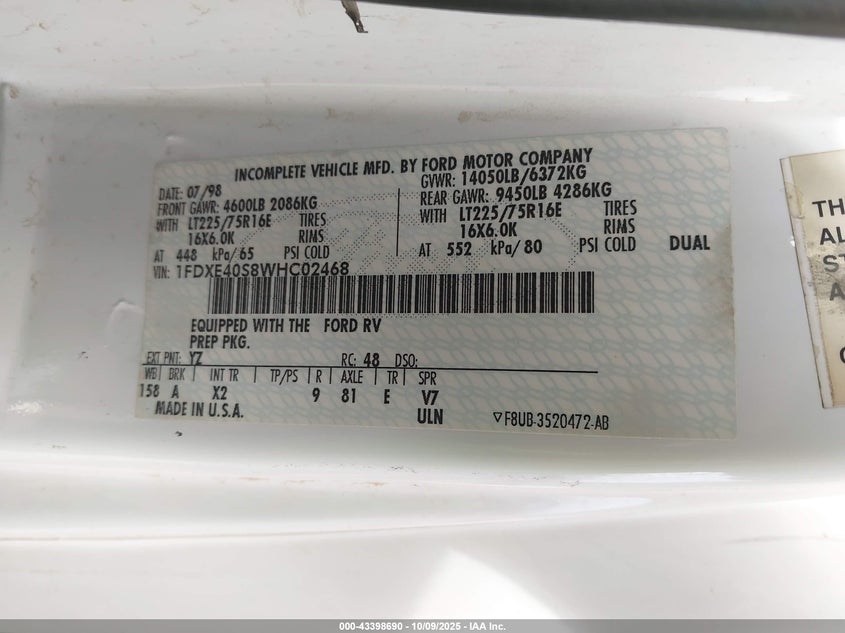 INCOMPLETE VEHICLE MFD. BY FORD MOTOR COMPANY
DATE: 07/98 GVWR: 14050LB/6372KG
FRONT GAWR: 4600LB 2086KG REAR GAWR: 9450LB 4286KG
WITH LT225/75R16E TIRES WITH LT225/75R16E TIRES
16X6.0K RIMS 16X6.0K RIMS
AT 448 kPa/65 PSI COLD AT 552 kPa/80 PSI COLD DUAL
VIN: 1FDXE40S8WHC02468
EQUIPPED WITH THE FORD RV
PREP PKG.
EXT PNT: YZ RC: 48 DSO:
WB BRK INT TR TP/PS R AXLE TR SPR
158 A X2 9 81 E V7
MADE IN U.S.A. ULN ▽F8UB-3520472-AB
TH
AL
ST
A
000-43398690 - 10/09/2025 - IAA Inc.